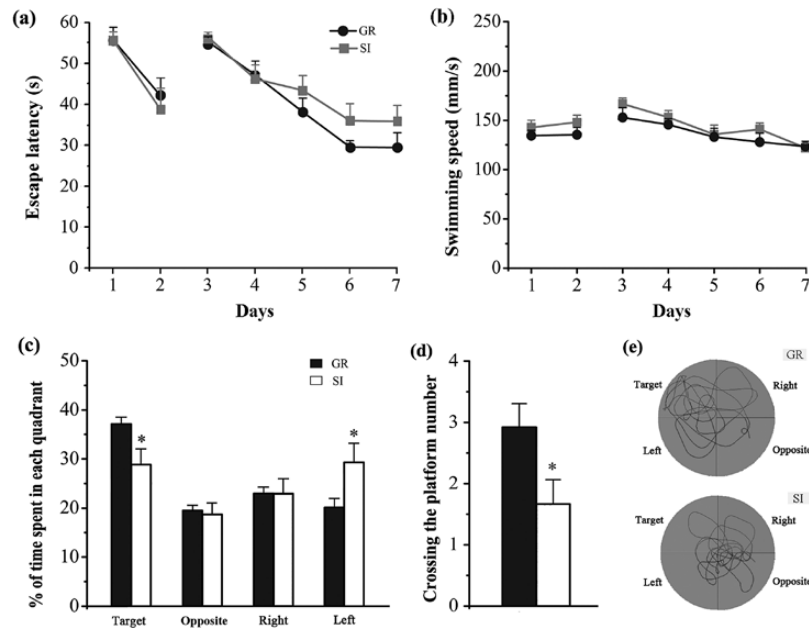 (a)
Escape latency (s)
60
50
40
30
20
10
0
1 2 3 4 5 6 7
Days
GR
SI
(b)
Swimming speed (mm/s)
250
200
150
100
50
0
1 2 3 4 5 6 7
Days
(c)
% of time spent in each quadrant
50
40
30
20
10
0
GR
SI
*
*
Target Opposite Right Left
(d)
Crossing the platform number
4
3
2
1
0
*
(e)
GR
Target Right
Left Opposite
SI
Target Right
Left Opposite